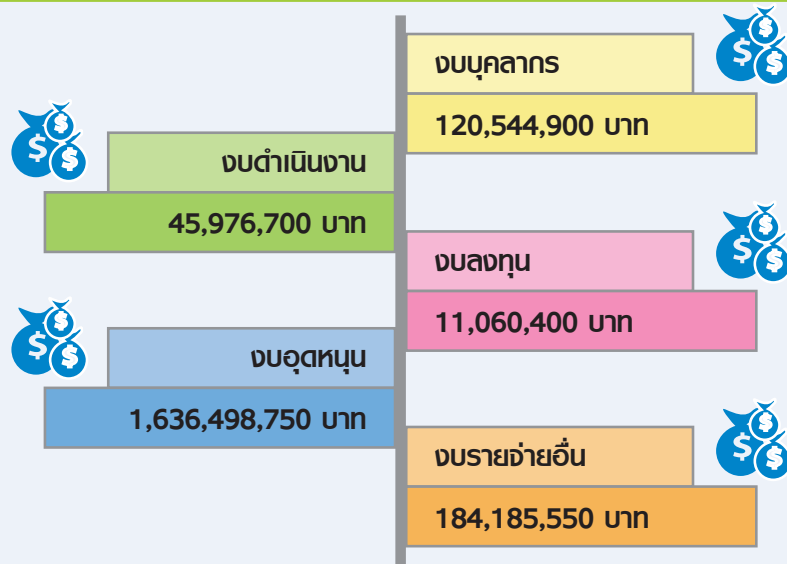 งบบุคลากร
120,544,900 บาท
งบดำเนินงาน
45,976,700 บาท
งบลงทุน
11,060,400 บาท
งบอุดหนุน
1,636,498,750 บาท
งบรายจ่ายอื่น
184,185,550 บาท